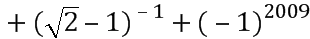 + (√2 − 1)⁻¹ + (−1)²⁰⁰⁹